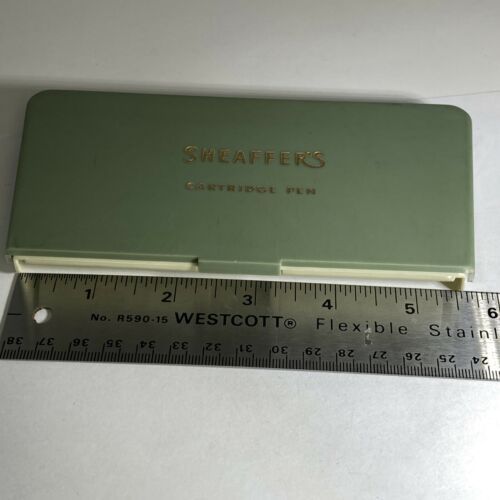 SHEAFFER'S
CARTRIDGE PEN
1 2 3 4 5 6
No. R590-15 WESTCOTT® Flexible Stainl
38 37 36 35 34 33 32 31 30 29 28 27 26 25 24